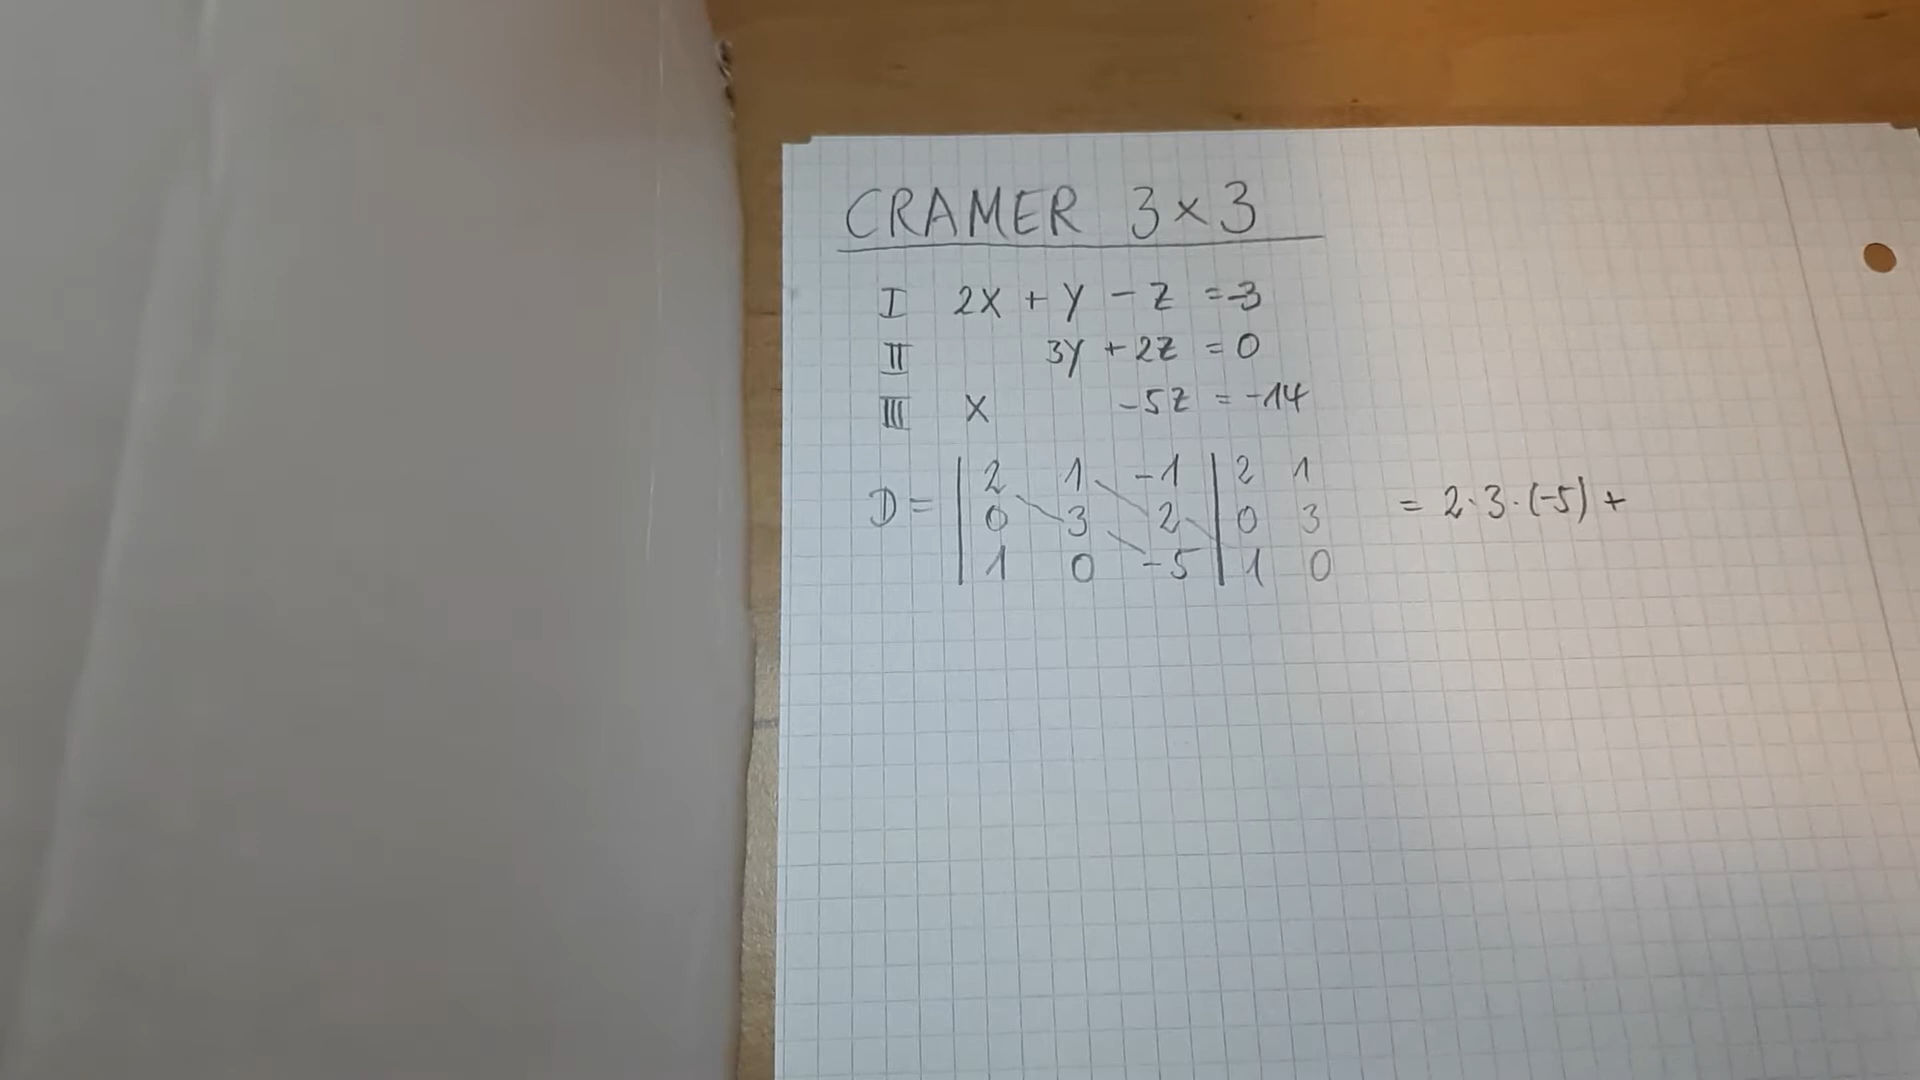 CRAMER 3×3
I 2x + y - z = -3
II 3y + 2z = 0
III x -5z = -14
D = | 2 1 -1 | 2 1
0 3 2 | 0 3 = 2·3·(-5) +
1 0 -5 | 1 0